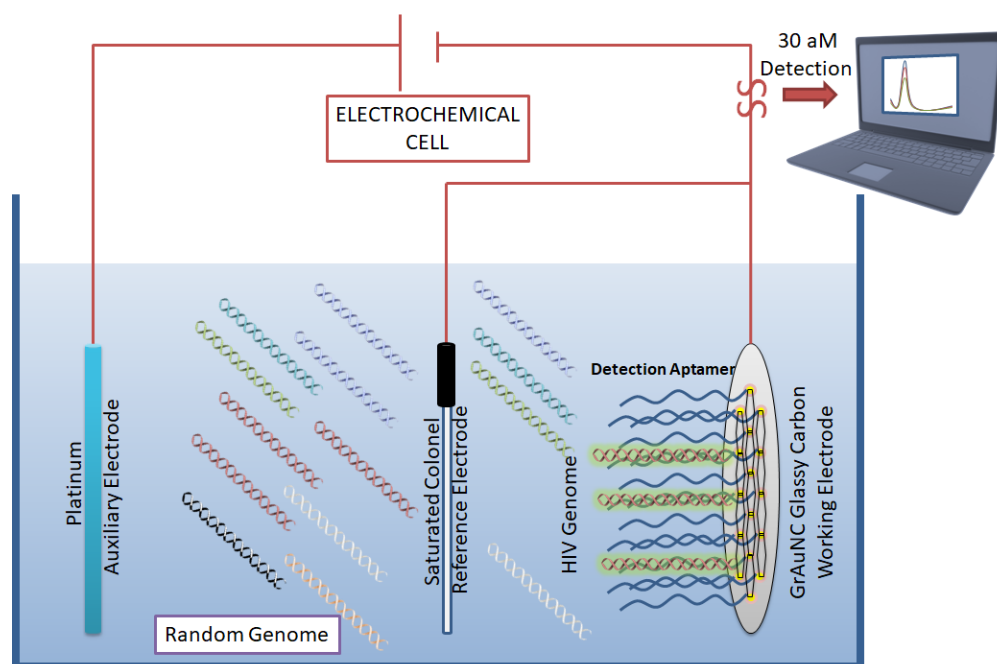 30 aM
Detection
SS
ELECTROCHEMICAL
CELL
Platinum
Auxiliary Electrode
Saturated Colonel
Reference Electrode
Detection Aptamer
HIV Genome
GrAuNC Glassy Carbon
Working Electrode
Random Genome